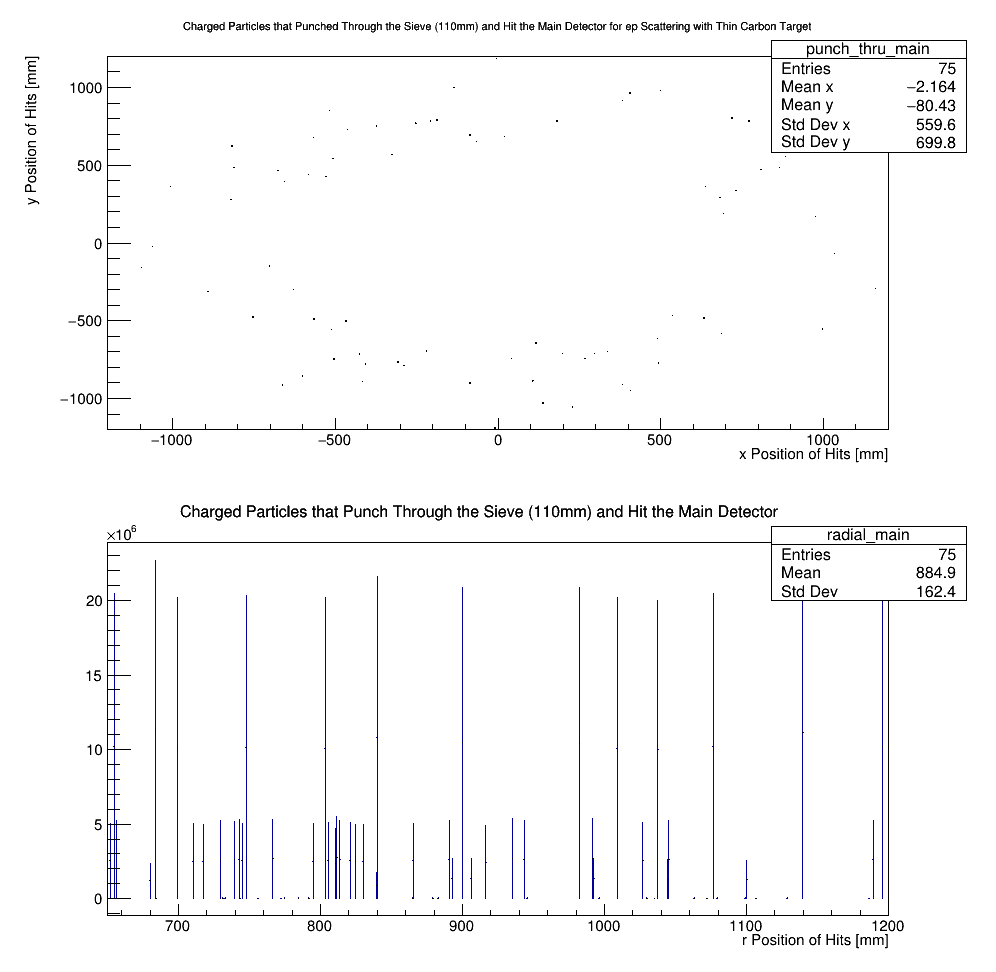 Charged Particles that Punched Through the Sieve (110mm) and Hit the Main Detector for ep Scattering with Thin Carbon Target
punch_thru_main
Entries 75
Mean x −2.164
Mean y −80.43
Std Dev x 559.6
Std Dev y 699.8
y Position of Hits [mm]
1000
500
0
−500
−1000
−1000 −500 0 500 1000
x Position of Hits [mm]
Charged Particles that Punch Through the Sieve (110mm) and Hit the Main Detector
×10⁶
radial_main
Entries 75
Mean 884.9
Std Dev 162.4
20
15
10
5
0
700 800 900 1000 1100 1200
r Position of Hits [mm]